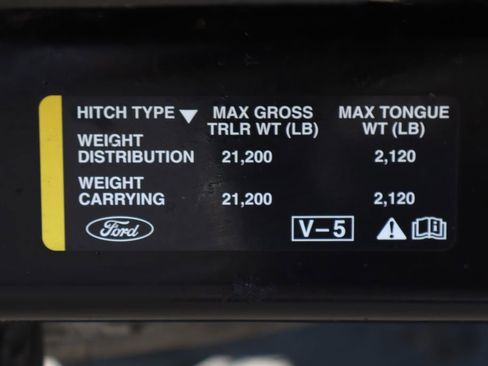 HITCH TYPE ▼ MAX GROSS TRLR WT (LB) MAX TONGUE WT (LB)
WEIGHT DISTRIBUTION 21,200 2,120
WEIGHT CARRYING 21,200 2,120
Ford V-5